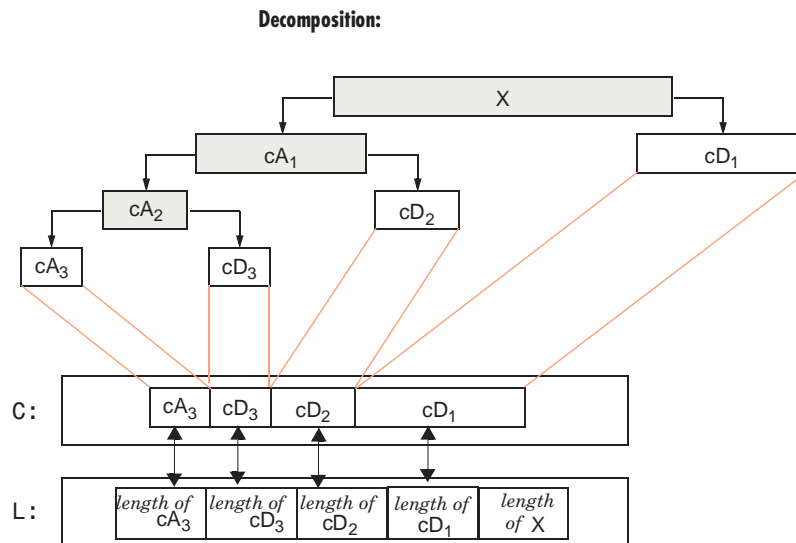 Decomposition:
X
cA₁
cD₁
cA₂
cD₂
cA₃
cD₃
C:
cA₃ cD₃ cD₂ cD₁
L:
length of cA₃
length of cD₃
length of cD₂
length of cD₁
length of X